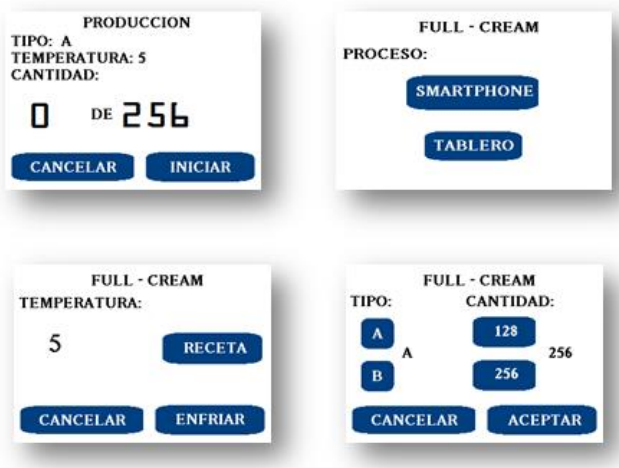 PRODUCCION
TIPO: A
TEMPERATURA: 5
CANTIDAD:
0 DE 256
CANCELAR INICIAR
FULL - CREAM
PROCESO:
SMARTPHONE
TABLERO
FULL - CREAM
TEMPERATURA:
5 RECETA
CANCELAR ENFRIAR
FULL - CREAM
TIPO: CANTIDAD:
A 128
A 256
B 256
CANCELAR ACEPTAR